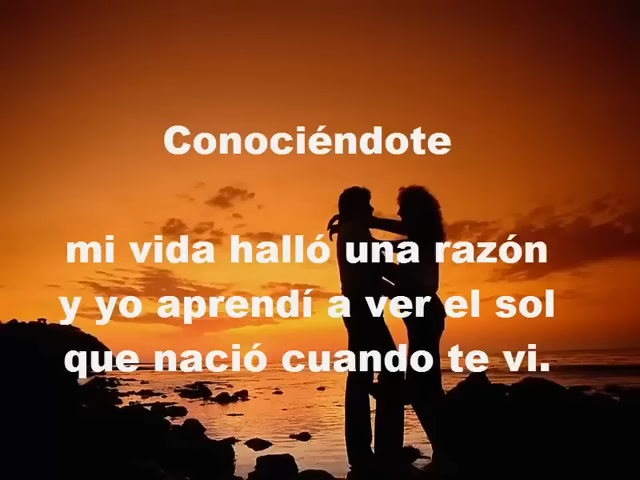 Conociéndote
mi vida halló una razón
y yo aprendí a ver el sol
que nació cuando te vi.